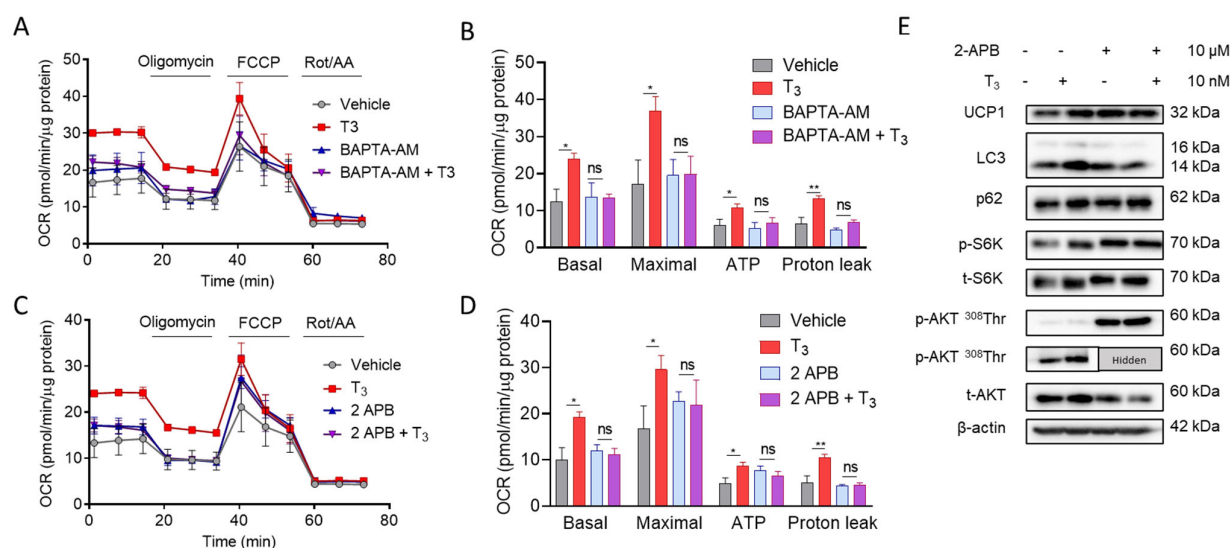 A
OCR (pmol/min/µg protein)
50
40
30
20
10
0
Oligomycin
FCCP
Rot/AA
Vehicle
T3
BAPTA-AM
BAPTA-AM + T3
0
20
40
60
80
Time (min)
B
OCR (pmol/min/µg protein)
50
40
30
20
10
0
Vehicle
T3
BAPTA-AM
BAPTA-AM + T3
* ns
* ns
* ns
** ns
Basal
Maximal
ATP
Proton leak
C
OCR (pmol/min/µg protein)
40
30
20
10
0
Oligomycin
FCCP
Rot/AA
Vehicle
T3
2 APB
2 APB + T3
0
20
40
60
80
Time (min)
D
OCR (pmol/min/µg protein)
40
30
20
10
0
Vehicle
T3
2 APB
2 APB + T3
* ns
* ns
* ns
** ns
Basal
Maximal
ATP
Proton leak
E
2-APB - - + + 10 µM
T3 - + - + 10 nM
UCP1 32 kDa
LC3 16 kDa
14 kDa
p62 62 kDa
p-S6K 70 kDa
t-S6K 70 kDa
p-AKT 308Thr 60 kDa
p-AKT 308Thr Hidden 60 kDa
t-AKT 60 kDa
β-actin 42 kDa